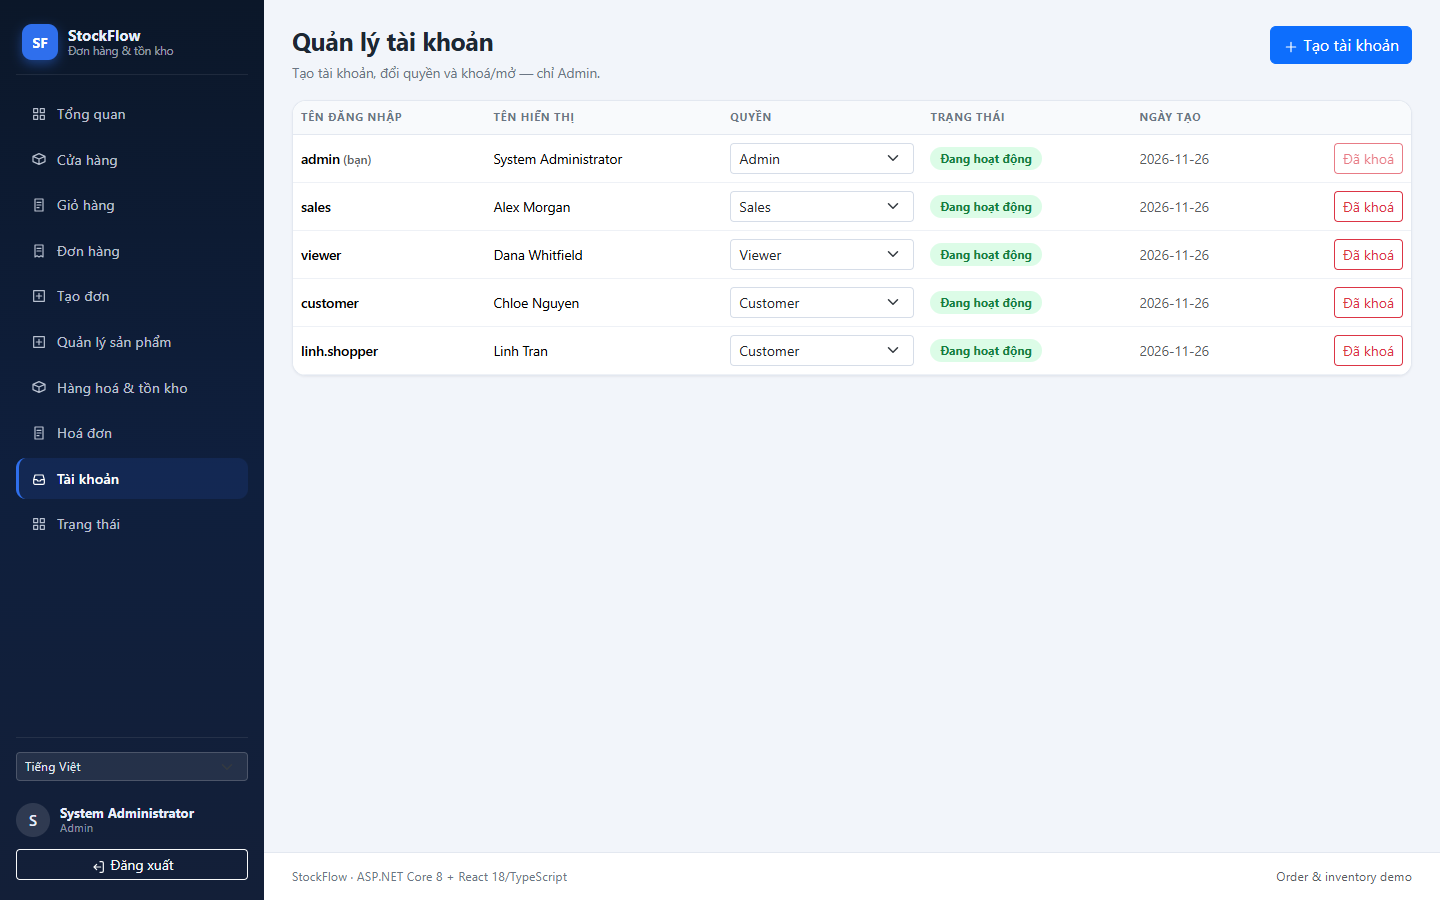 SF
StockFlow
Đơn hàng & tồn kho
Tổng quan
Cửa hàng
Giỏ hàng
Đơn hàng
Tạo đơn
Quản lý sản phẩm
Hàng hoá & tồn kho
Hoá đơn
Tài khoản
Trạng thái
Tiếng Việt
S
System Administrator
Admin
Đăng xuất
Quản lý tài khoản
Tạo tài khoản, đổi quyền và khoá/mở — chỉ Admin.
+ Tạo tài khoản
TÊN ĐĂNG NHẬP TÊN HIỂN THỊ QUYỀN TRẠNG THÁI NGÀY TẠO
admin (bạn) System Administrator Admin Đang hoạt động 2026-11-26 Đã khoá
sales Alex Morgan Sales Đang hoạt động 2026-11-26 Đã khoá
viewer Dana Whitfield Viewer Đang hoạt động 2026-11-26 Đã khoá
customer Chloe Nguyen Customer Đang hoạt động 2026-11-26 Đã khoá
linh.shopper Linh Tran Customer Đang hoạt động 2026-11-26 Đã khoá
StockFlow · ASP.NET Core 8 + React 18/TypeScript
Order & inventory demo